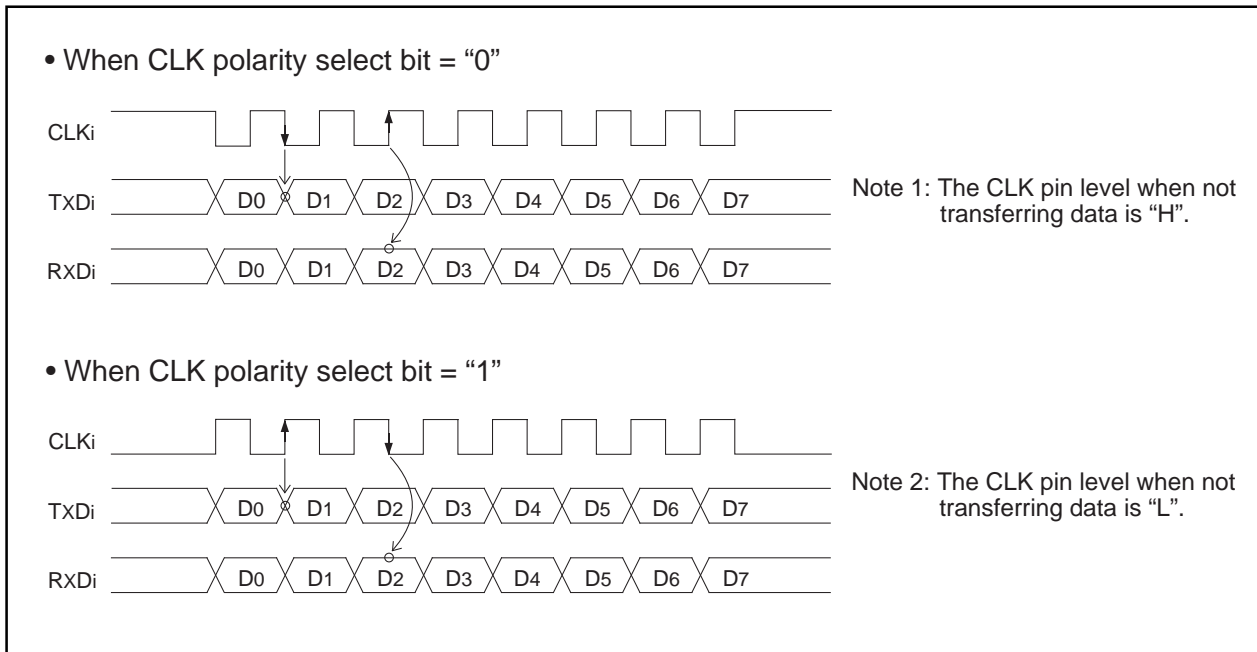 • When CLK polarity select bit = “0”
CLKi
TXDi D0 D1 D2 D3 D4 D5 D6 D7
RXDi D0 D1 D2 D3 D4 D5 D6 D7
Note 1: The CLK pin level when not
transferring data is “H”.
• When CLK polarity select bit = “1”
CLKi
TXDi D0 D1 D2 D3 D4 D5 D6 D7
RXDi D0 D1 D2 D3 D4 D5 D6 D7
Note 2: The CLK pin level when not
transferring data is “L”.